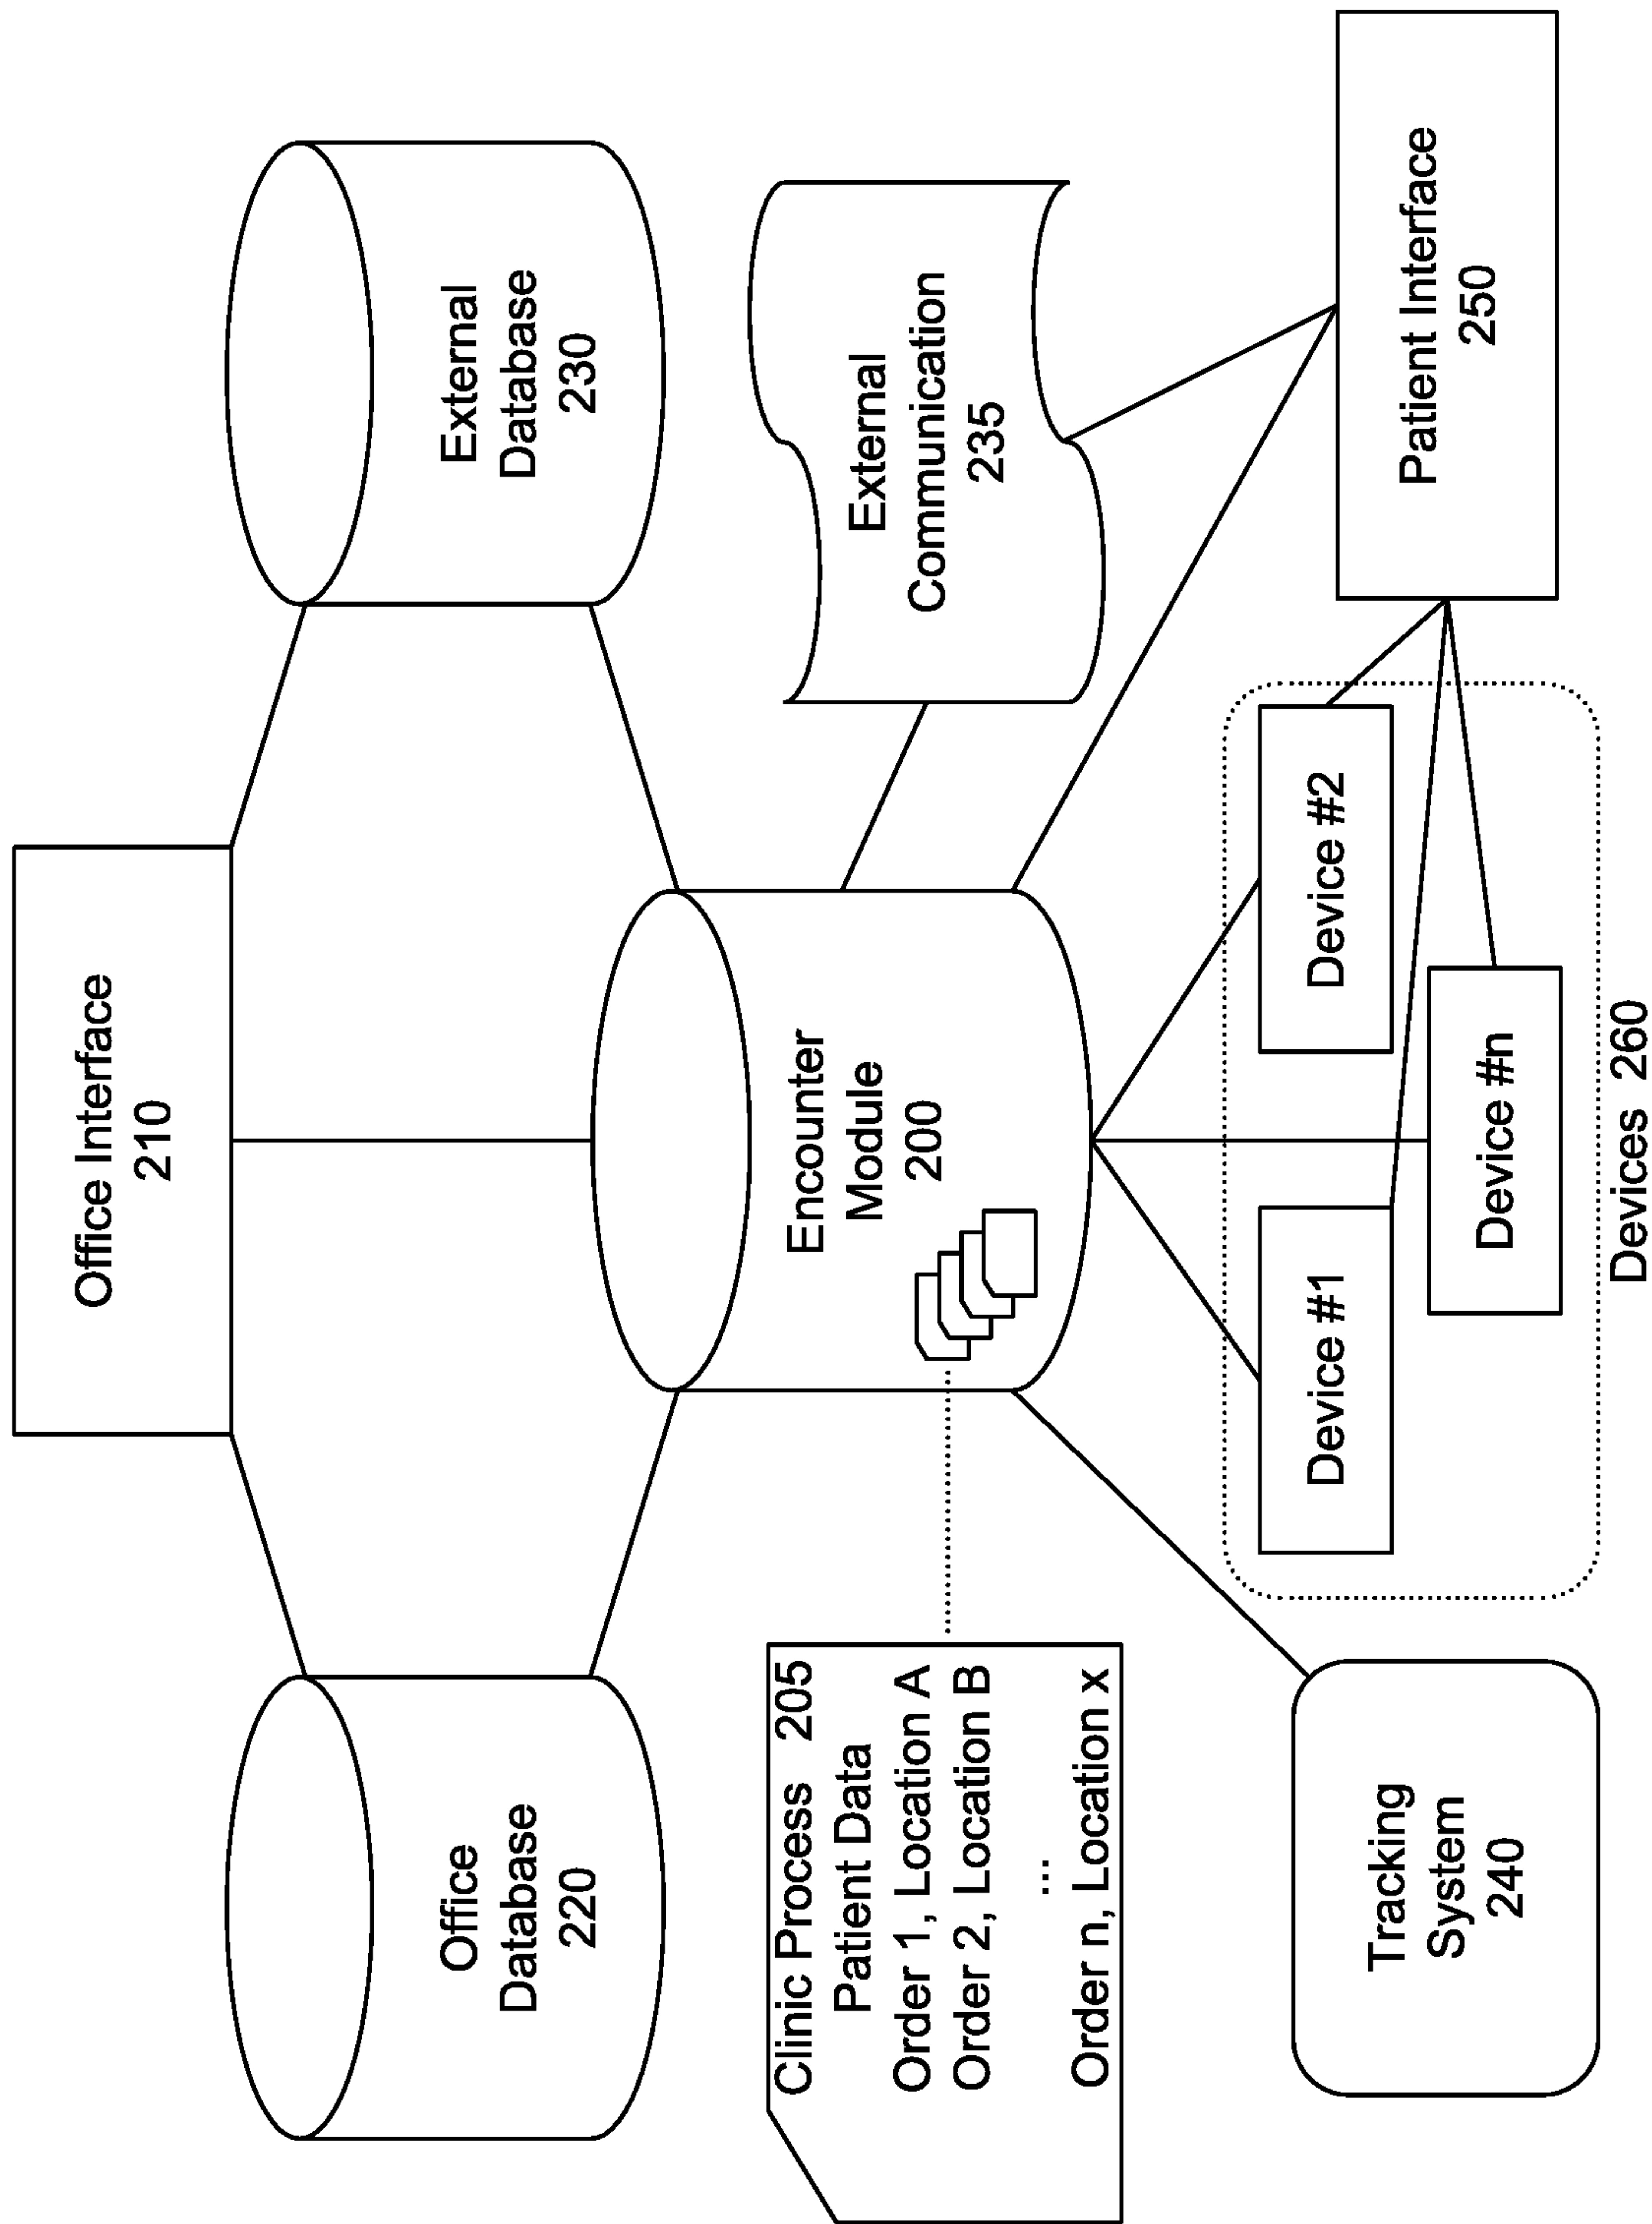 Office Interface
210
Office
Database
220
External
Database
230
Encounter
Module
200
Clinic Process 205
Patient Data
Order 1, Location A
Order 2, Location B
...
Order n, Location x
External
Communication
235
Tracking
System
240
Device #1
Device #2
Device #n
Devices 260
Patient Interface
250